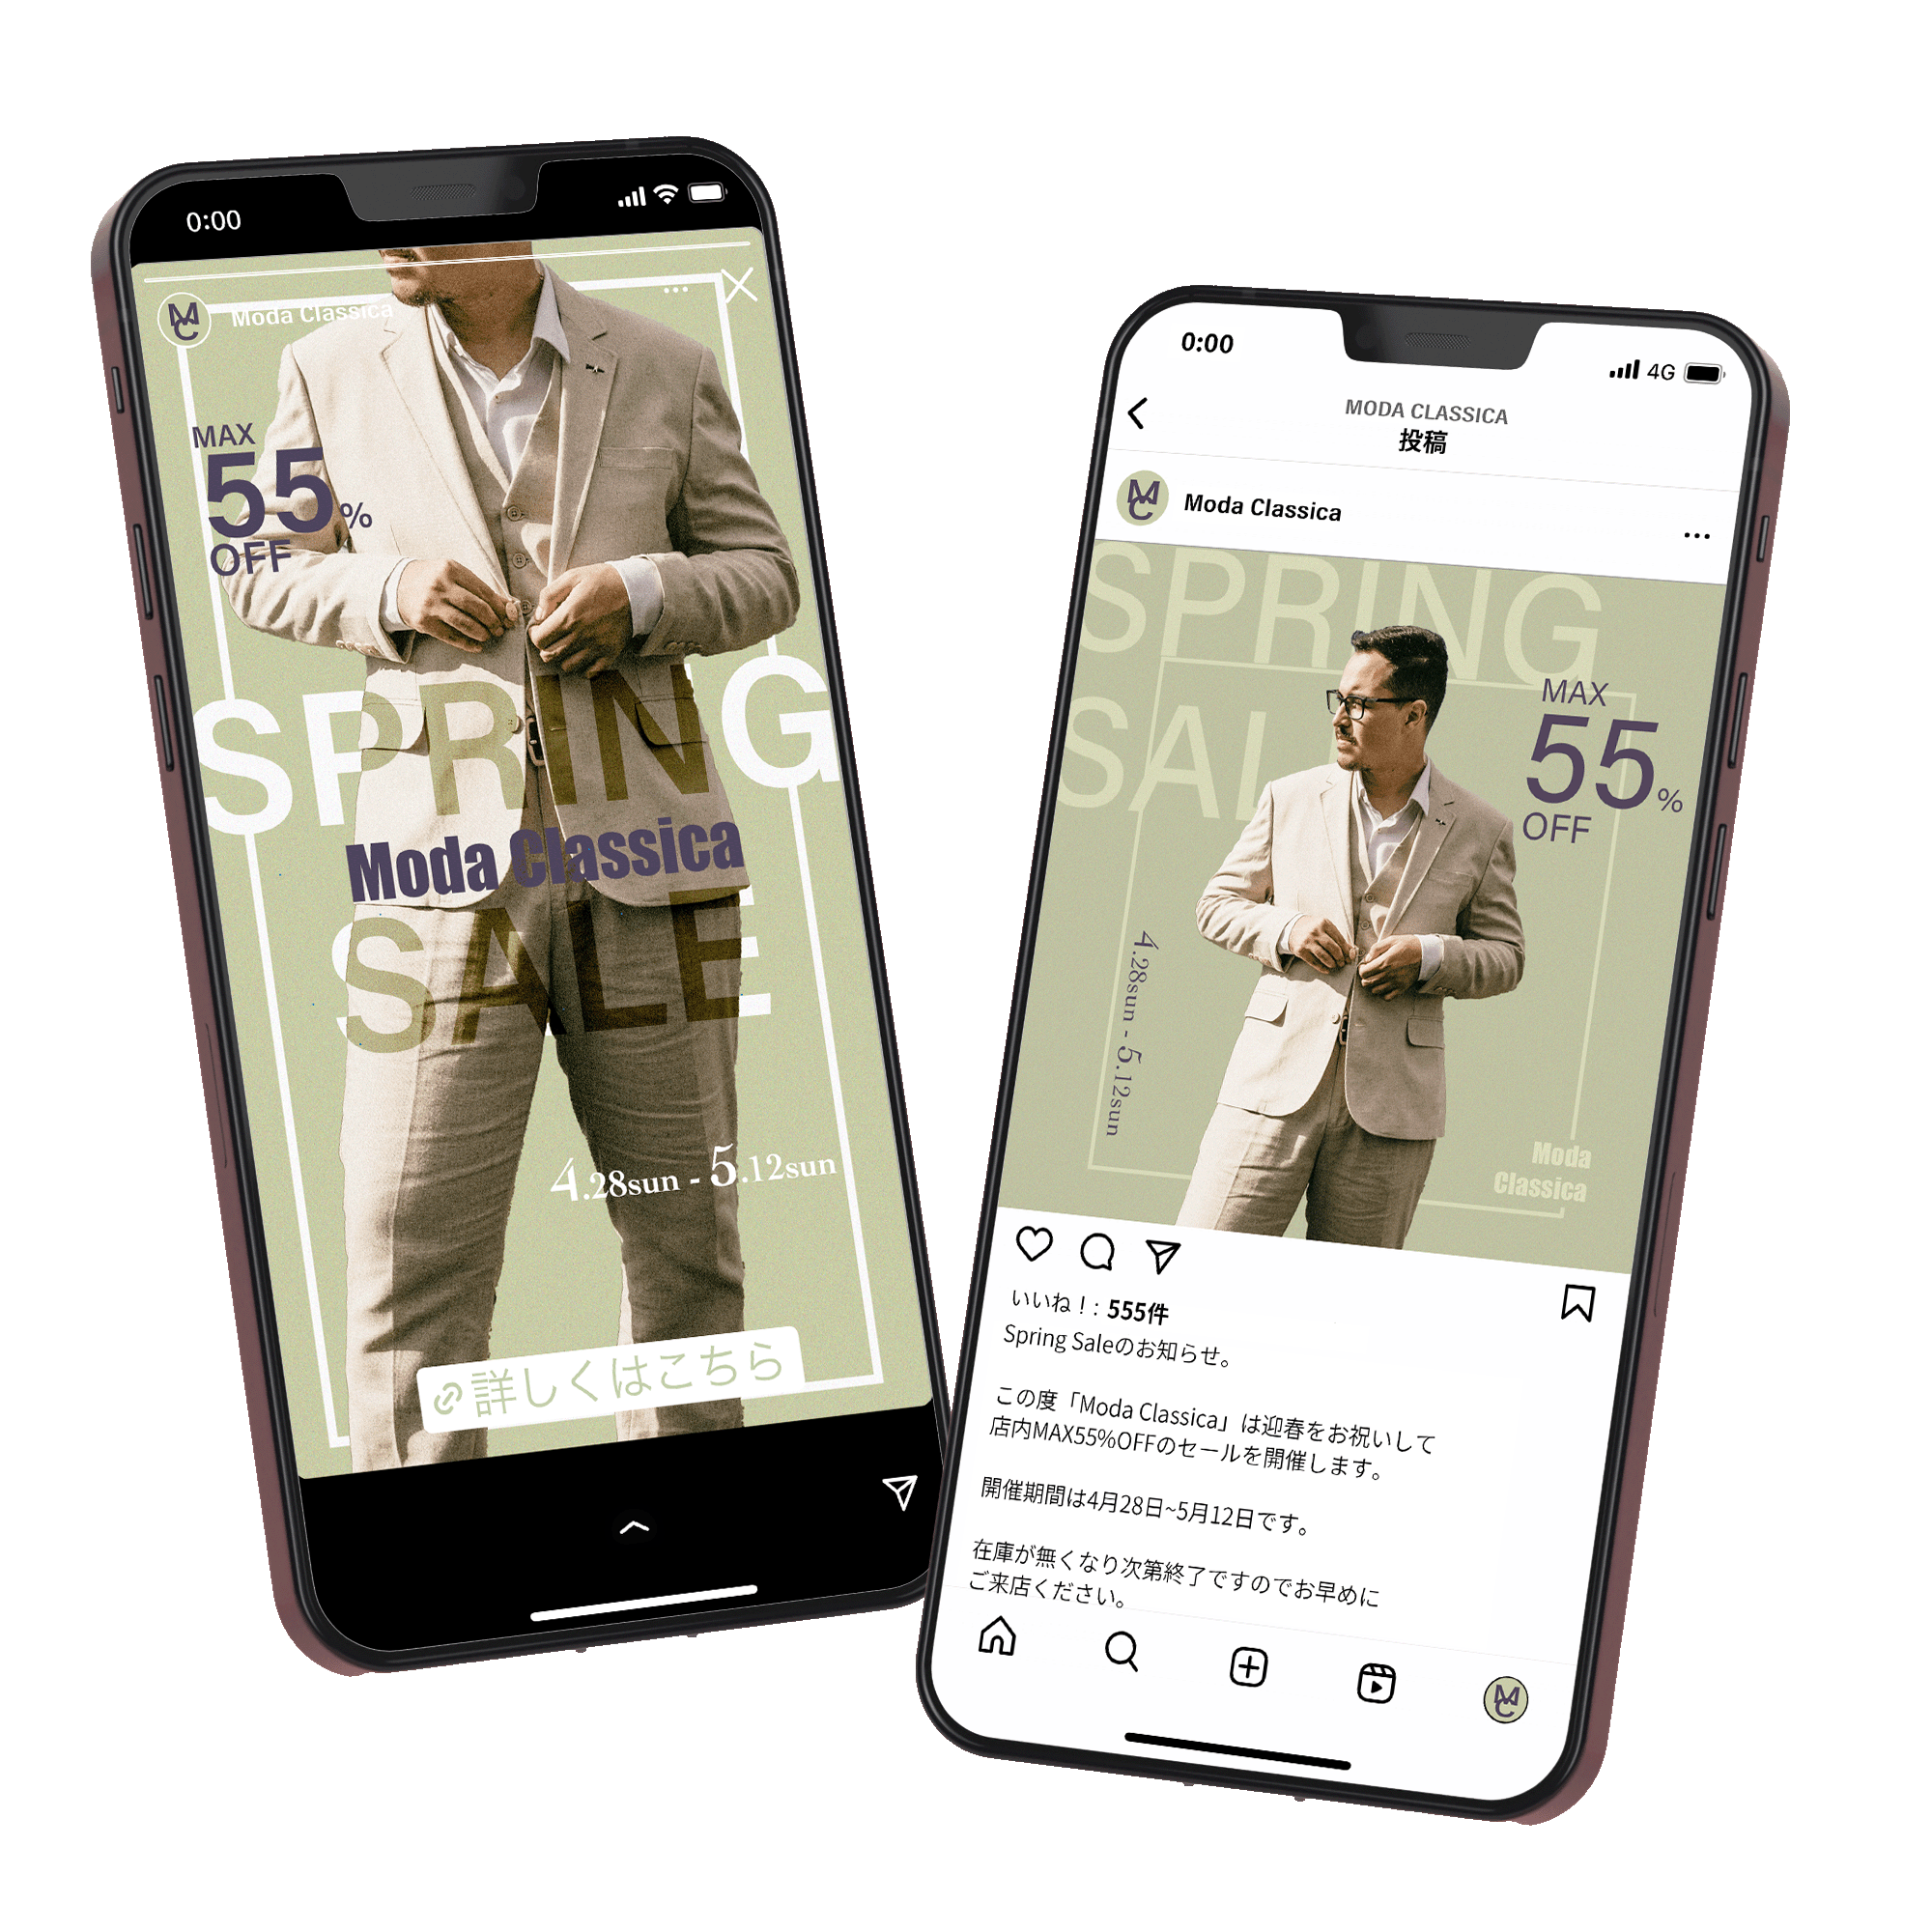 0:00
MC
Moda Classica
MAX
55%
OFF
SPRING
Moda Classica
SALE
4.28sun - 5.12sun
詳しくはこちら
0:00
4G
MODA CLASSICA
投稿
MC
Moda Classica
SPRING
SALE
MAX
55%
OFF
4.28sun - 5.12sun
Moda
Classica
いいね！: 555件
Spring Saleのお知らせ。
この度「Moda Classica」は迎春をお祝いして
店内MAX55%OFFのセールを開催します。
開催期間は4月28日~5月12日です。
在庫が無くなり次第終了ですのでお早めに
ご来店ください。
MC